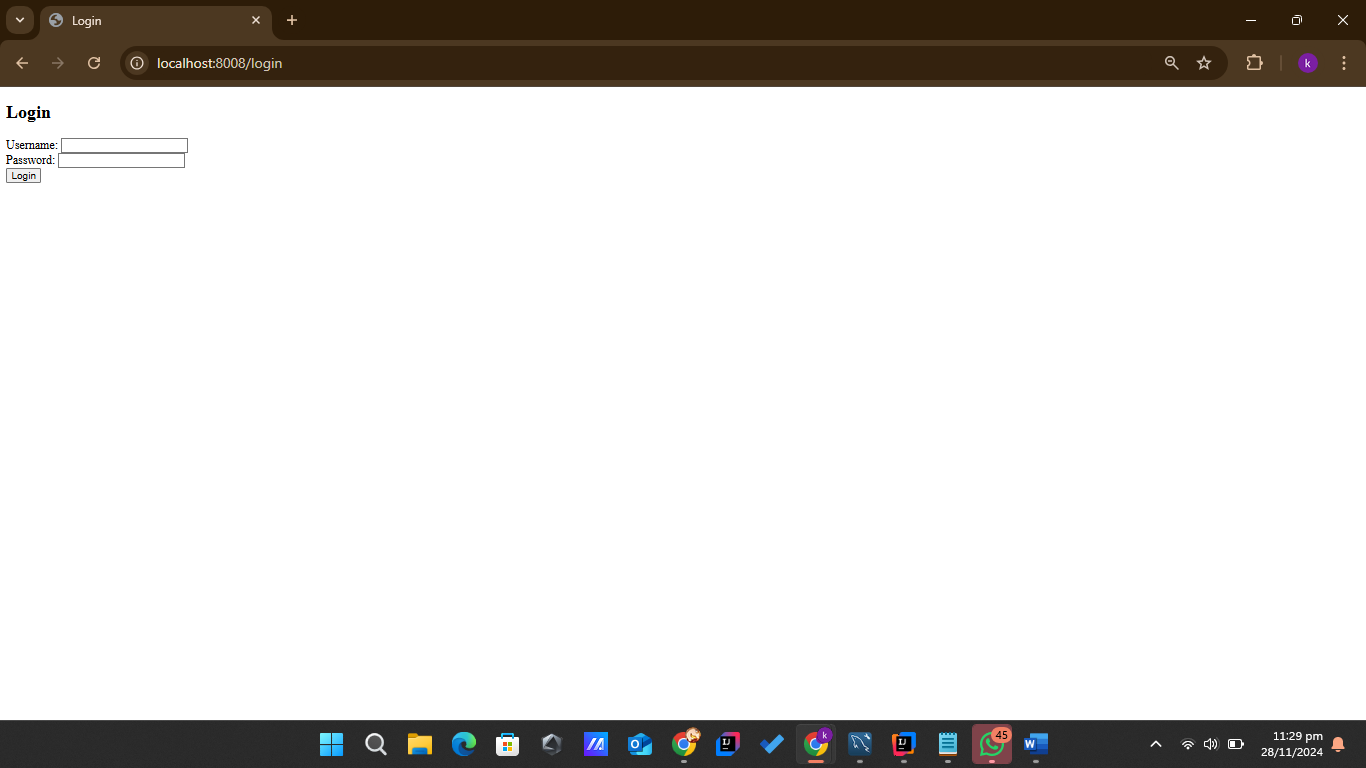 Login
localhost:8008/login
k
Login
Username:
Password:
Login
k
45
11:29 pm
28/11/2024